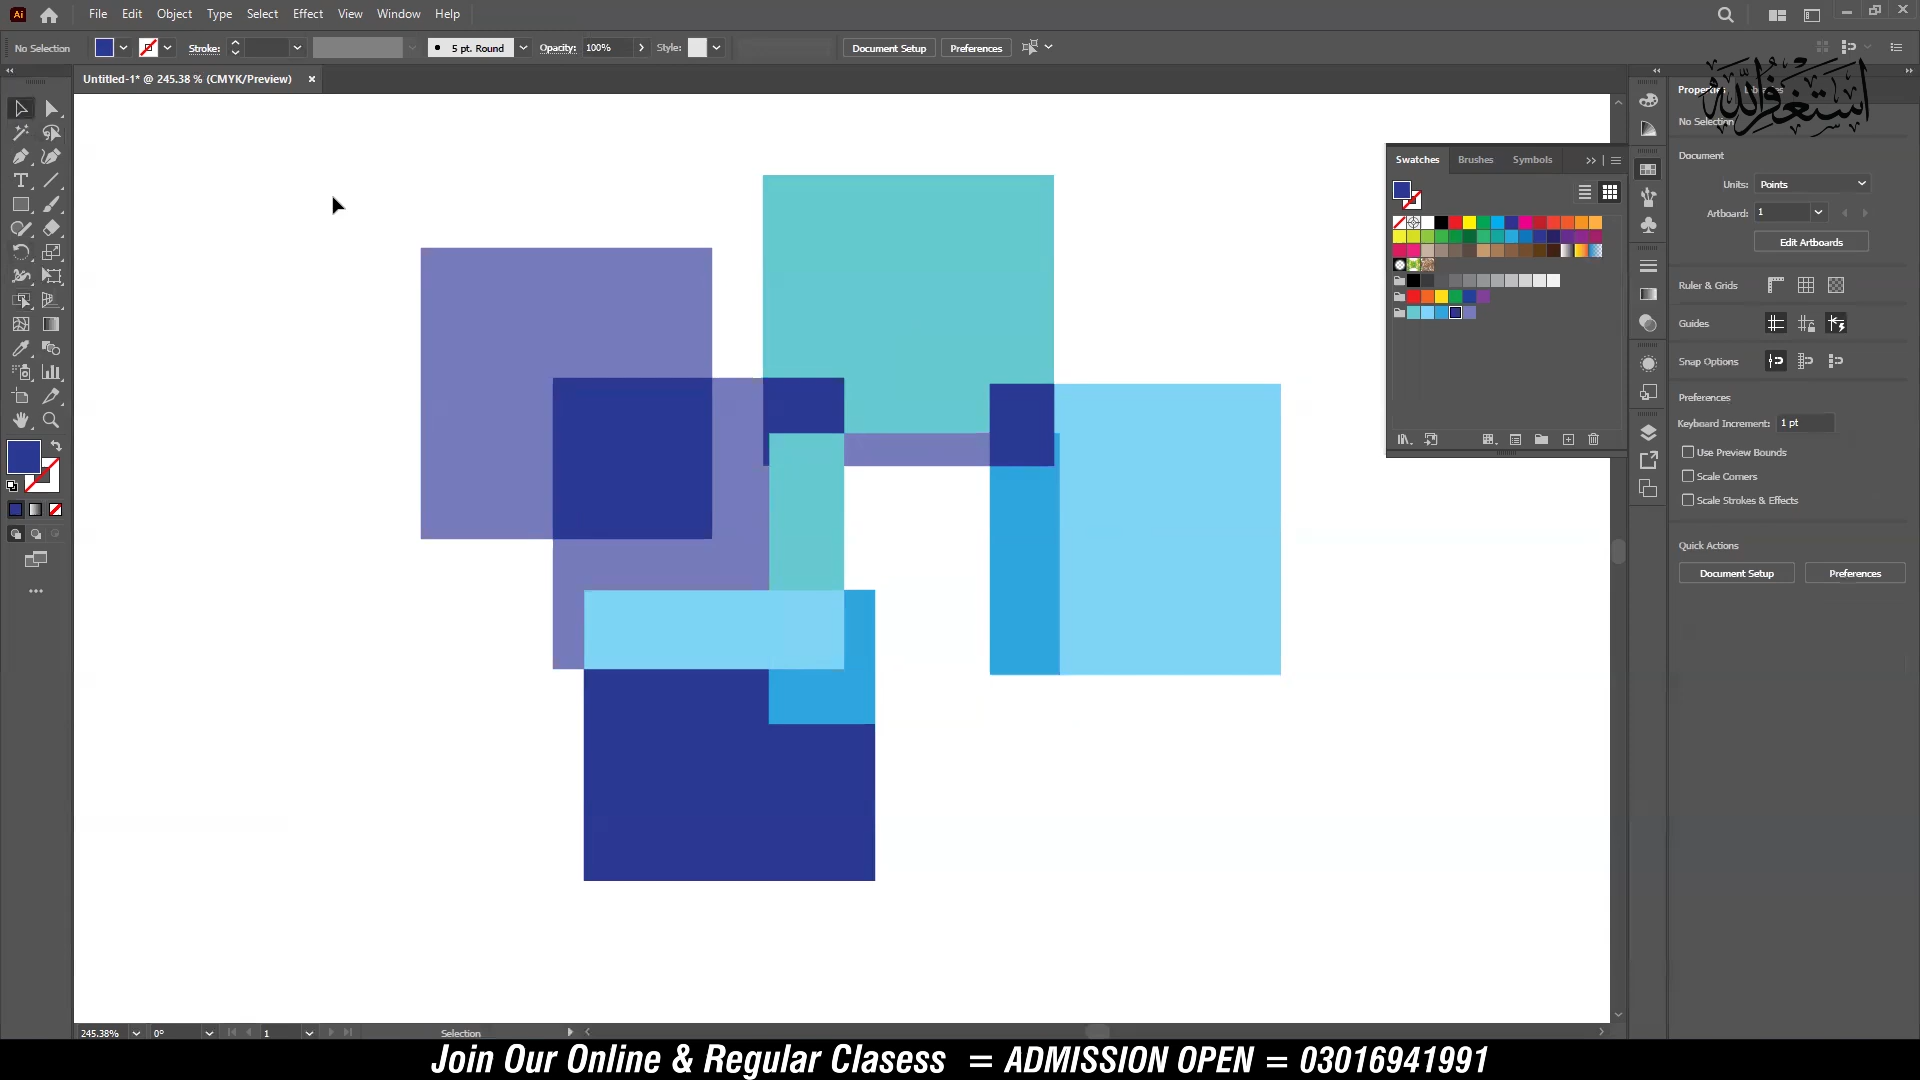 Ai File Edit Object Type Select Effect View Window Help
No Selection Stroke: 5 pt. Round Opacity: 100% Style: Document Setup Preferences
Untitled-1* @ 245.38 % (CMYK/Preview) ×
أستغفر الله
Properties Libraries
No Selection
Document
Units: Points
Artboard: 1
Edit Artboards
Ruler & Grids
Guides
Snap Options
Preferences
Keyboard Increment: 1 pt
Use Preview Bounds
Scale Corners
Scale Strokes & Effects
Quick Actions
Document Setup Preferences
Swatches Brushes Symbols
245.38% 0° 1 Selection
Join Our Online & Regular Clasess = ADMISSION OPEN = 03016941991